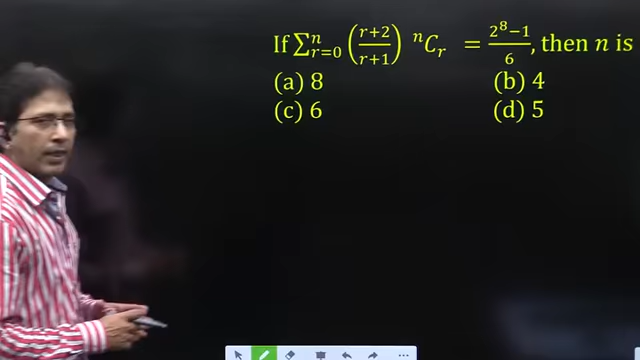 If ∑ⁿᵣ₌₀ ((r+2)/(r+1)) ⁿCᵣ = (2⁸−1)/6, then n is
(a) 8 (b) 4
(c) 6 (d) 5